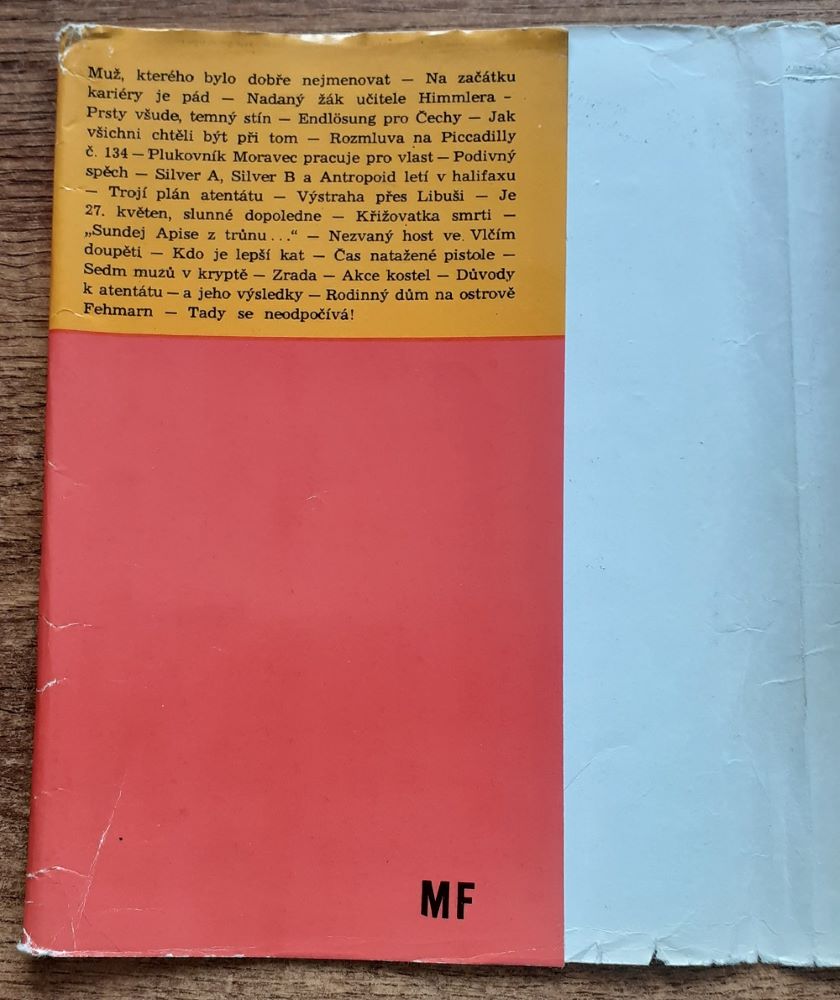 Muž, kterého bylo dobře nejmenovat — Na začátku
kariéry je pád — Nadaný žák učitele Himmlera -
Prsty všude, temný stín — Endlösung pro Čechy — Jak
všichni chtěli být při tom — Rozmluva na Piccadilly
č. 134 — Plukovník Moravec pracuje pro vlast — Podivný
spěch — Silver A, Silver B a Antropoid letí v halifaxu
— Trojí plán atentátu — Výstraha přes Libuši — Je
27. květen, slunné dopoledne — Křižovatka smrti —
„Sundej Apise z trůnu...“ — Nezvaný host ve Vlčím
doupěti — Kdo je lepší kat — Čas natažené pistole —
Sedm mužů v kryptě — Zrada — Akce kostel — Důvody
k atentátu — a jeho výsledky — Rodinný dům na ostrově
Fehmarn — Tady se neodpočívá!
MF